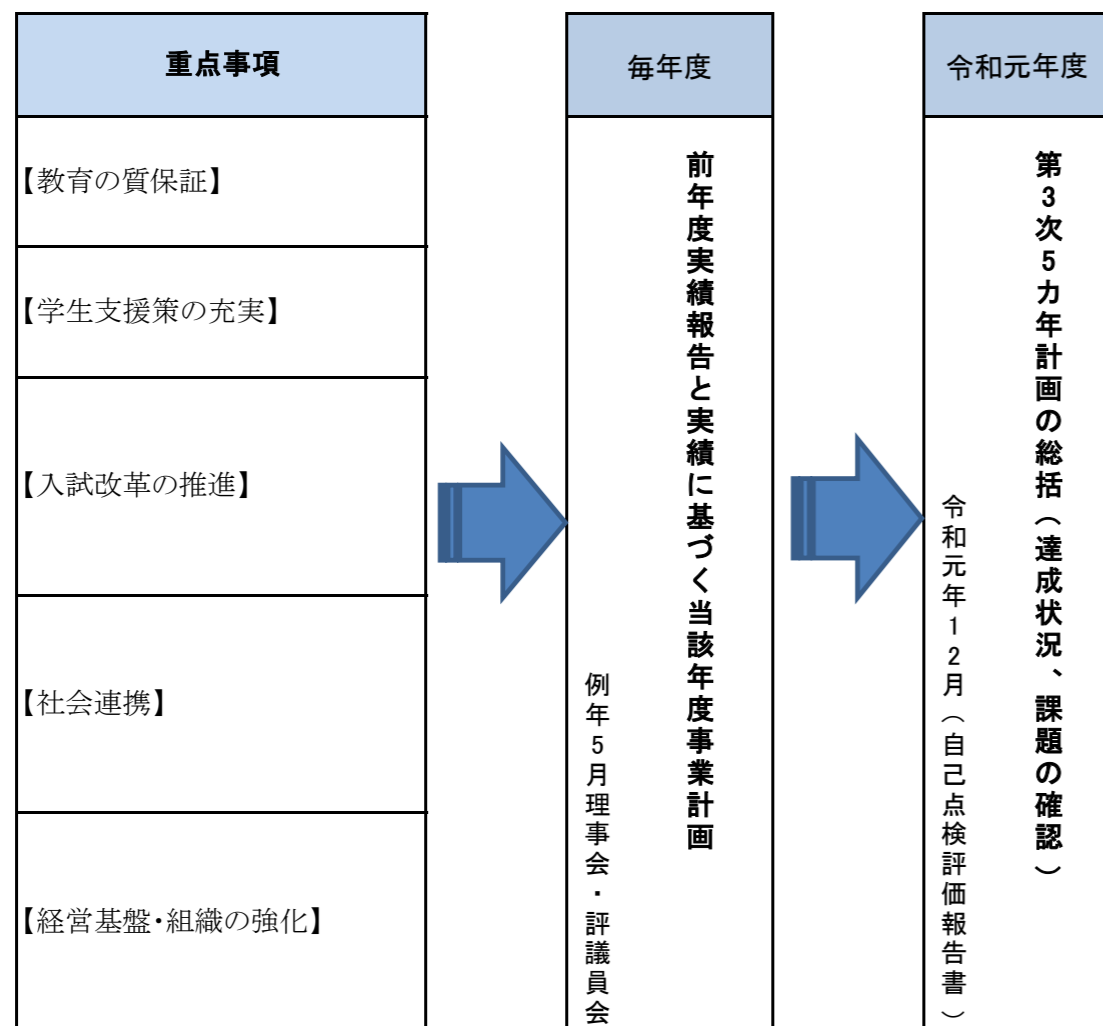 重点事項
【教育の質保証】
【学生支援策の充実】
【入試改革の推進】
【社会連携】
【経営基盤・組織の強化】
毎年度
前年度実績報告と実績に基づく当該年度事業計画
例年5月理事会・評議員会
令和元年度
第3次5カ年計画の総括（達成状況、課題の確認）
令和元年12月（自己点検評価報告書）